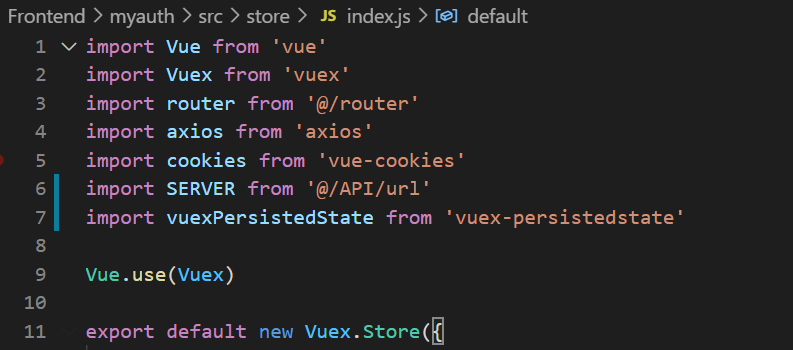 Frontend > myauth > src > store > JS index.js > default
1 import Vue from 'vue'
2 import Vuex from 'vuex'
3 import router from '@/router'
4 import axios from 'axios'
5 import cookies from 'vue-cookies'
6 import SERVER from '@/API/url'
7 import vuexPersistedState from 'vuex-persistedstate'
8
9 Vue.use(Vuex)
10
11 export default new Vuex.Store({